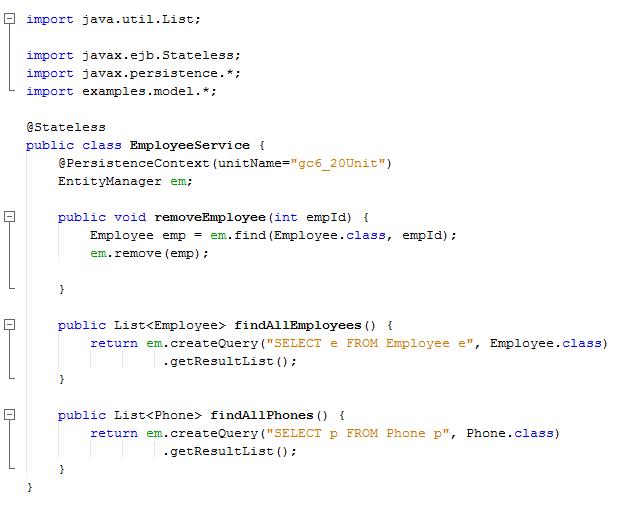 import java.util.List;
import javax.ejb.Stateless;
import javax.persistence.*;
import examples.model.*;
@Stateless
public class EmployeeService {
@PersistenceContext(unitName="gc6_20Unit")
EntityManager em;
public void removeEmployee(int empId) {
Employee emp = em.find(Employee.class, empId);
em.remove(emp);
}
public List<Employee> findAllEmployees() {
return em.createQuery("SELECT e FROM Employee e", Employee.class)
.getResultList();
}
public List<Phone> findAllPhones() {
return em.createQuery("SELECT p FROM Phone p", Phone.class)
.getResultList();
}
}